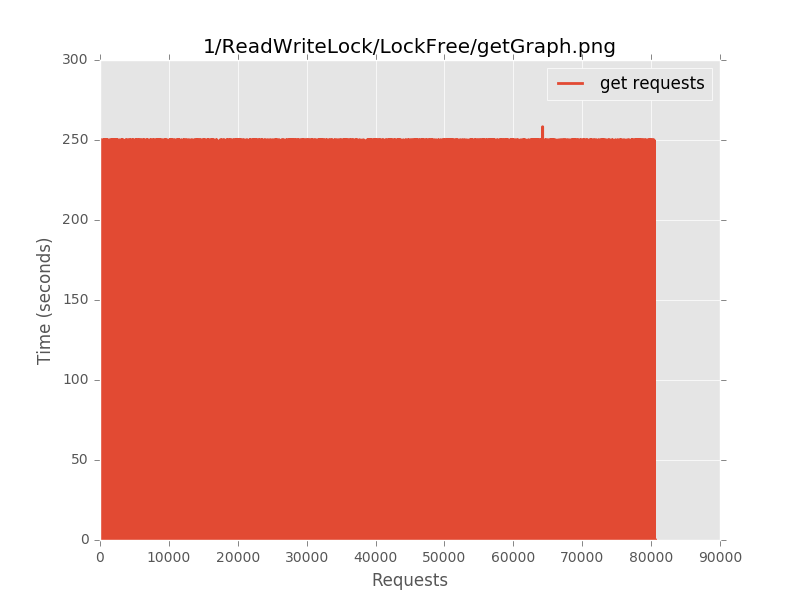 1/ReadWriteLock/LockFree/getGraph.png
get requests
300
250
200
150
100
50
0
Time (seconds)
0 10000 20000 30000 40000 50000 60000 70000 80000 90000
Requests